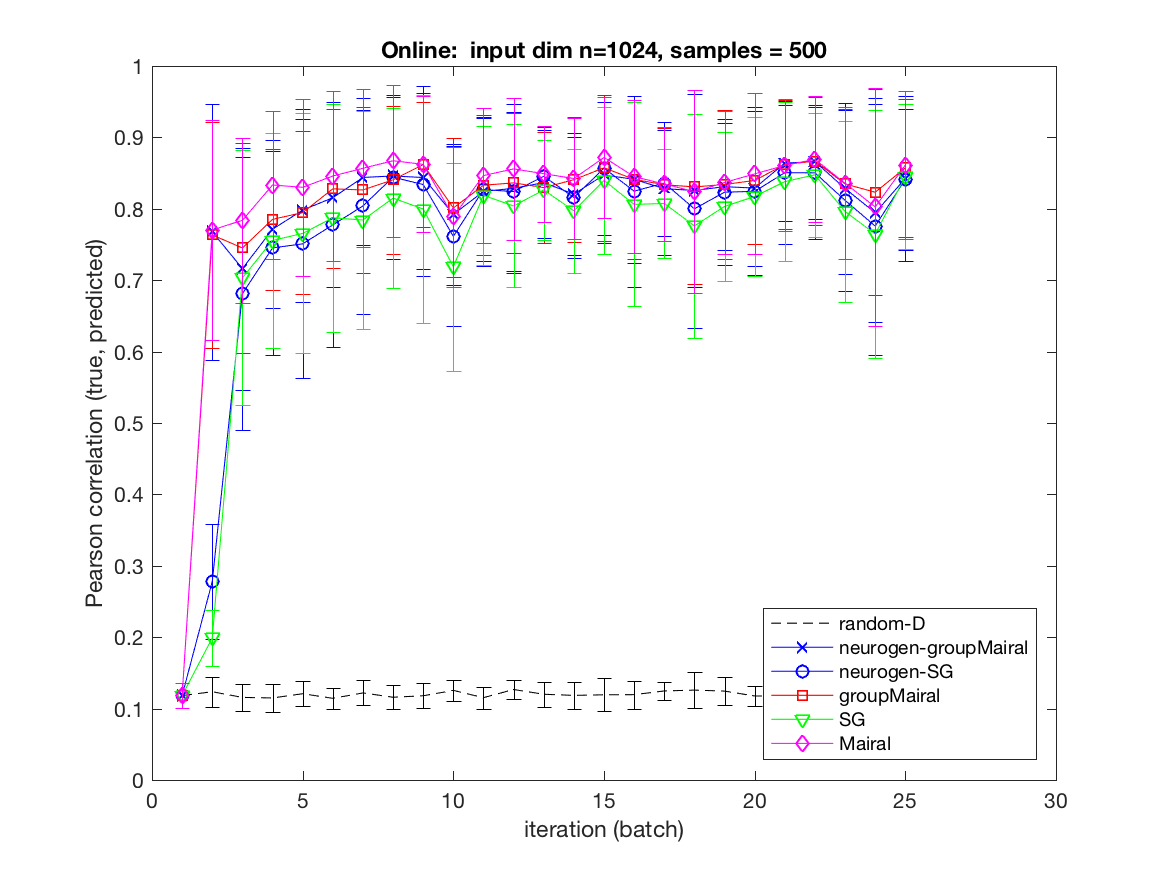 Online:  input dim n=1024, samples = 500
Pearson correlation (true, predicted)
1
0.9
0.8
0.7
0.6
0.5
0.4
0.3
0.2
0.1
0
0 5 10 15 20 25 30
iteration (batch)
random-D
neurogen-groupMairal
neurogen-SG
groupMairal
SG
Mairal